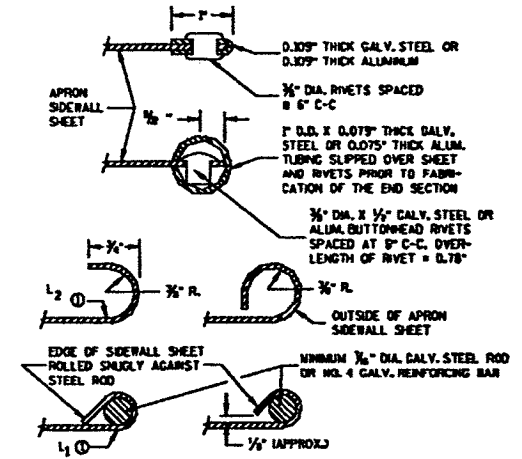 1"
0.109" THICK GALV. STEEL OR
0.109" THICK ALUMINUM
3/8" DIA. RIVETS SPACED
@ 6" C-C
APRON
SIDEWALL
SHEET
1" O.D. X 0.079" THICK GALV.
STEEL OR 0.075" THICK ALUM.
TUBING SLIPPED OVER SHEET
AND RIVETS PRIOR TO FABRI-
CATION OF THE END SECTION
3/8" DIA. X 1/2" GALV. STEEL OR
ALUM. BUTTONHEAD RIVETS
SPACED AT 9" C-C. OVER-
LENGTH OF RIVET = 0.78"
3/4"
3/8" R.
3/8" R.
L2 ①
OUTSIDE OF APRON
SIDEWALL SHEET
EDGE OF SIDEWALL SHEET
ROLLED SNUGLY AGAINST
STEEL ROD
MINIMUM DIA. GALV. STEEL ROD
OR NO. 4 GALV. REINFORCING BAR
L1 ①
1/8" (APPROX.)